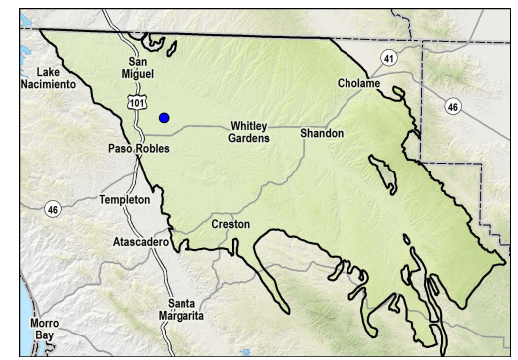 San
Miguel
41
Lake
Nacimiento
Cholame
101
46
Whitley
Gardens
Shandon
Paso Robles
Templeton
46
Creston
Atascadero
Santa
Margarita
Morro
Bay